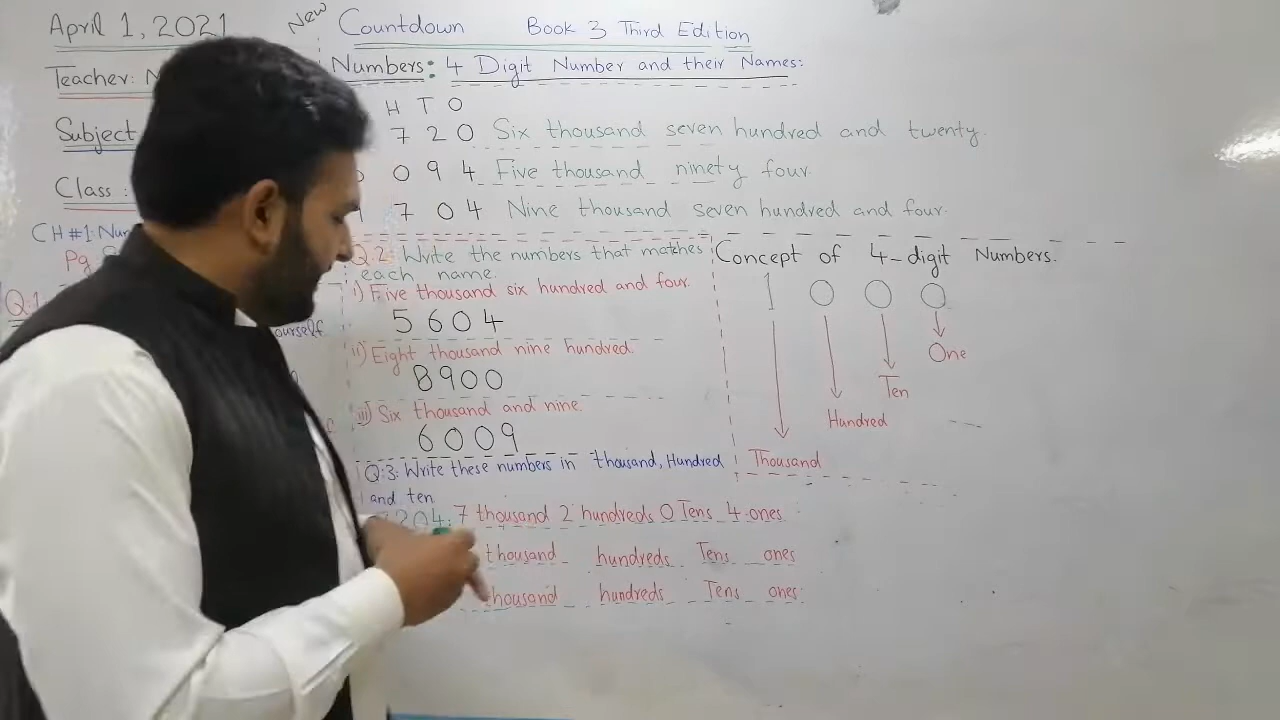 April 1, 2021
New
Countdown Book 3 Third Edition
Teacher:
Numbers: 4 Digit Number and their Names:
H T O
Subject
7 2 0 Six thousand seven hundred and twenty.
0 9 4 Five thousand ninety four.
Class :
7 0 4 Nine thousand seven hundred and four.
CH #1:
Pg
Q:1
ourself
Q.2: Write the numbers that matches
each name.
i) Five thousand six hundred and four.
5604
ii) Eight thousand nine hundred.
8900
iii) Six thousand and nine.
6009
Q:3: Write these numbers in thousand, Hundred
and ten
7204: 7 thousand 2 hundreds 0 Tens 4 ones
thousand hundreds Tens ones
thousand hundreds Tens ones:
Concept of 4-digit Numbers:
1 0 0 0
One
Ten
Hundred
Thousand